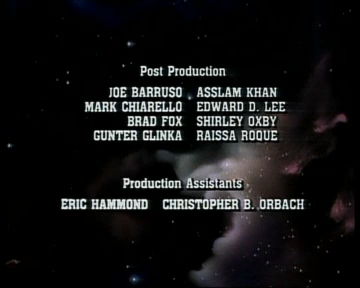 Post Production
JOE BARRUSO ASSLAM KHAN
MARK CHIARELLO EDWARD D. LEE
BRAD FOX SHIRLEY OXBY
GUNTER GLINKA RAISSA ROQUE
Production Assistants
ERIC HAMMOND CHRISTOPHER B. ORBACH